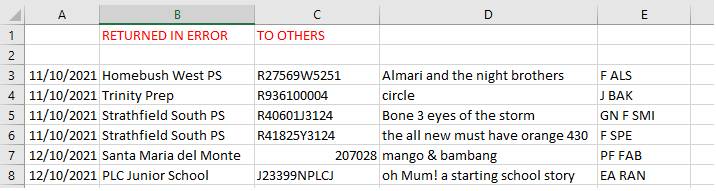 A B C D E
1 RETURNED IN ERROR TO OTHERS
2
3 11/10/2021 Homebush West PS R27569W5251 Almari and the night brothers F ALS
4 11/10/2021 Trinity Prep R936100004 circle J BAK
5 11/10/2021 Strathfield South PS R40601J3124 Bone 3 eyes of the storm GN F SMI
6 11/10/2021 Strathfield South PS R41825Y3124 the all new must have orange 430 F SPE
7 12/10/2021 Santa Maria del Monte 207028 mango & bambang PF FAB
8 12/10/2021 PLC Junior School J23399NPLCJ oh Mum! a starting school story EA RAN